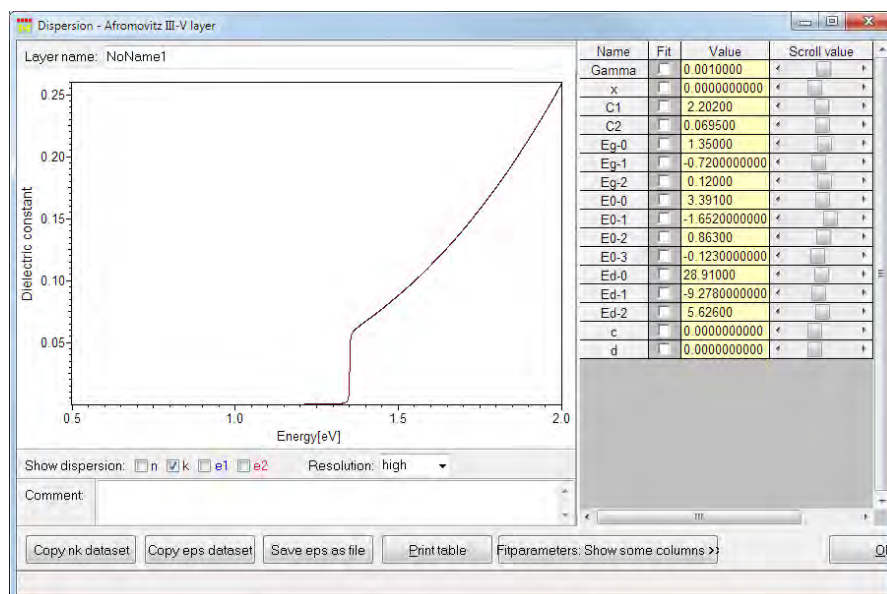 Dispersion - Afromovitz III-V layer
Layer name: NoName1
0.25
0.20
0.15
0.10
0.05
Dielectric constant
0.5 1.0 1.5 2.0
Energy[eV]
Show dispersion: n k e1 e2 Resolution: high
Comment:
Name Fit Value Scroll value
Gamma 0.0010000
x 0.0000000000
C1 2.20200
C2 0.069500
Eg-0 1.35000
Eg-1 -0.7200000000
Eg-2 0.12000
E0-0 3.39100
E0-1 -1.6520000000
E0-2 0.86300
E0-3 -0.1230000000
Ed-0 28.91000
Ed-1 -9.2780000000
Ed-2 5.62600
c 0.0000000000
d 0.0000000000
Copy nk dataset Copy eps dataset Save eps as file Print table Fitparameters: Show some columns >>